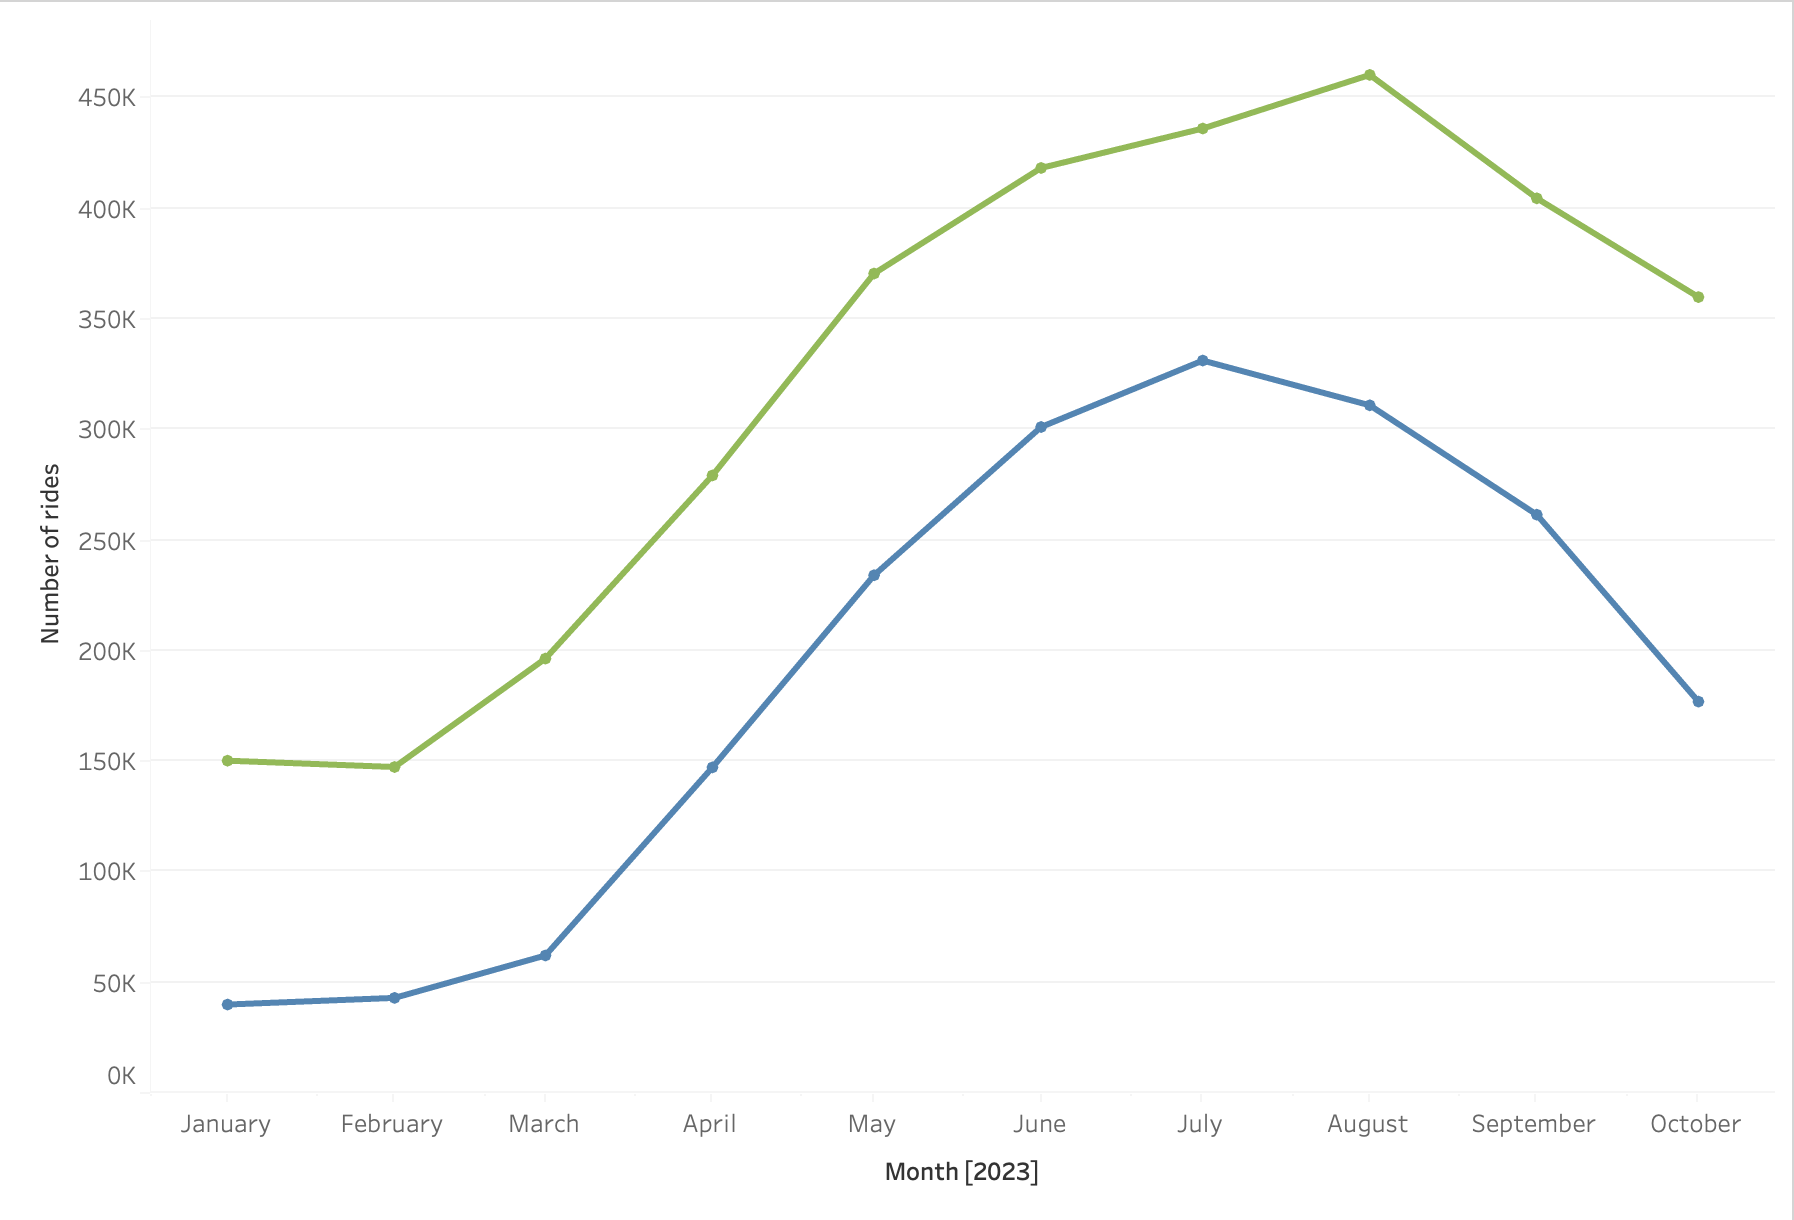 450K
400K
350K
300K
250K
200K
150K
100K
50K
0K
Number of rides
January February March April May June July August September October
Month [2023]